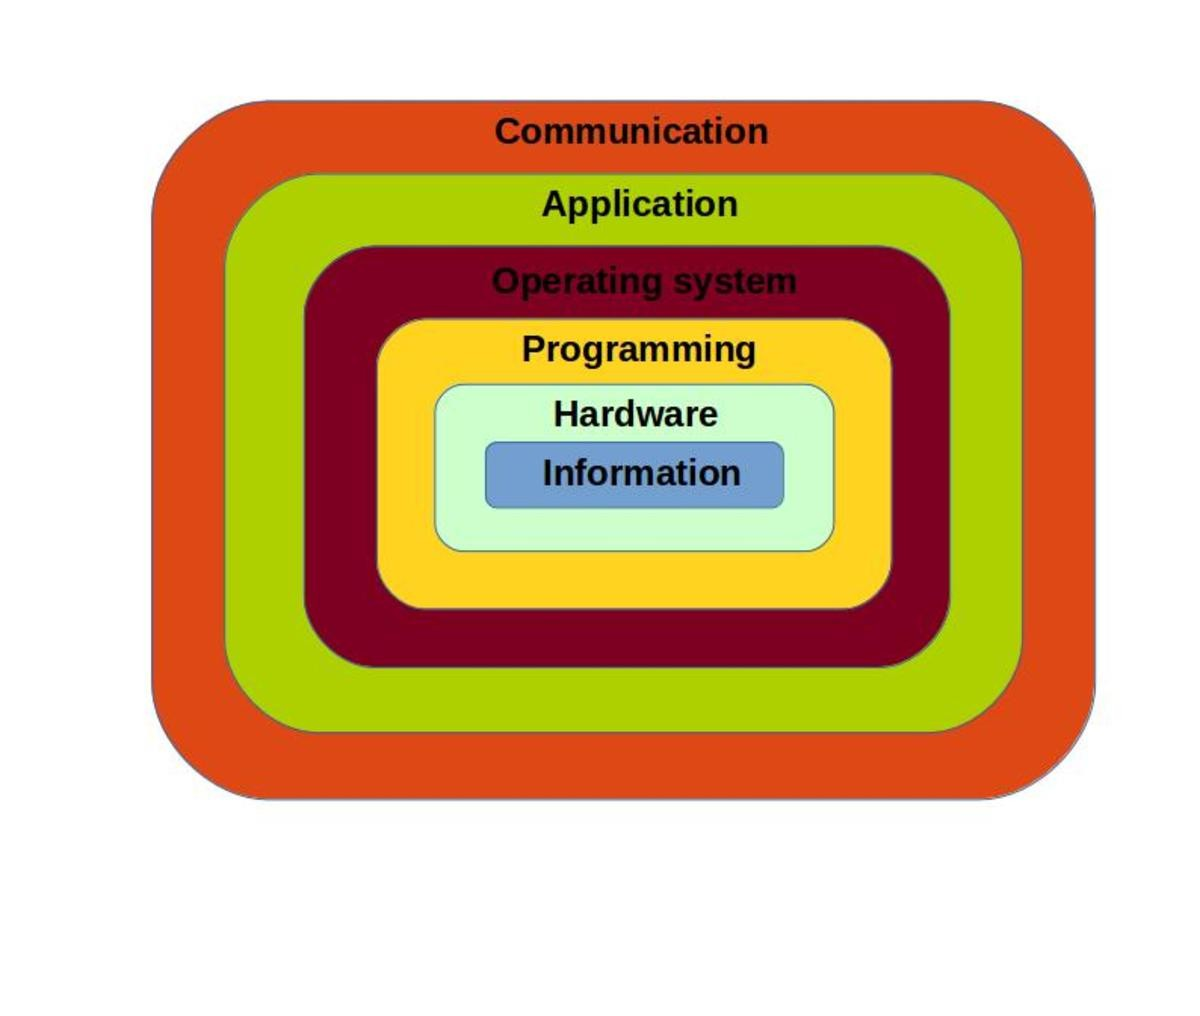 Communication
Application
Operating system
Programming
Hardware
Information